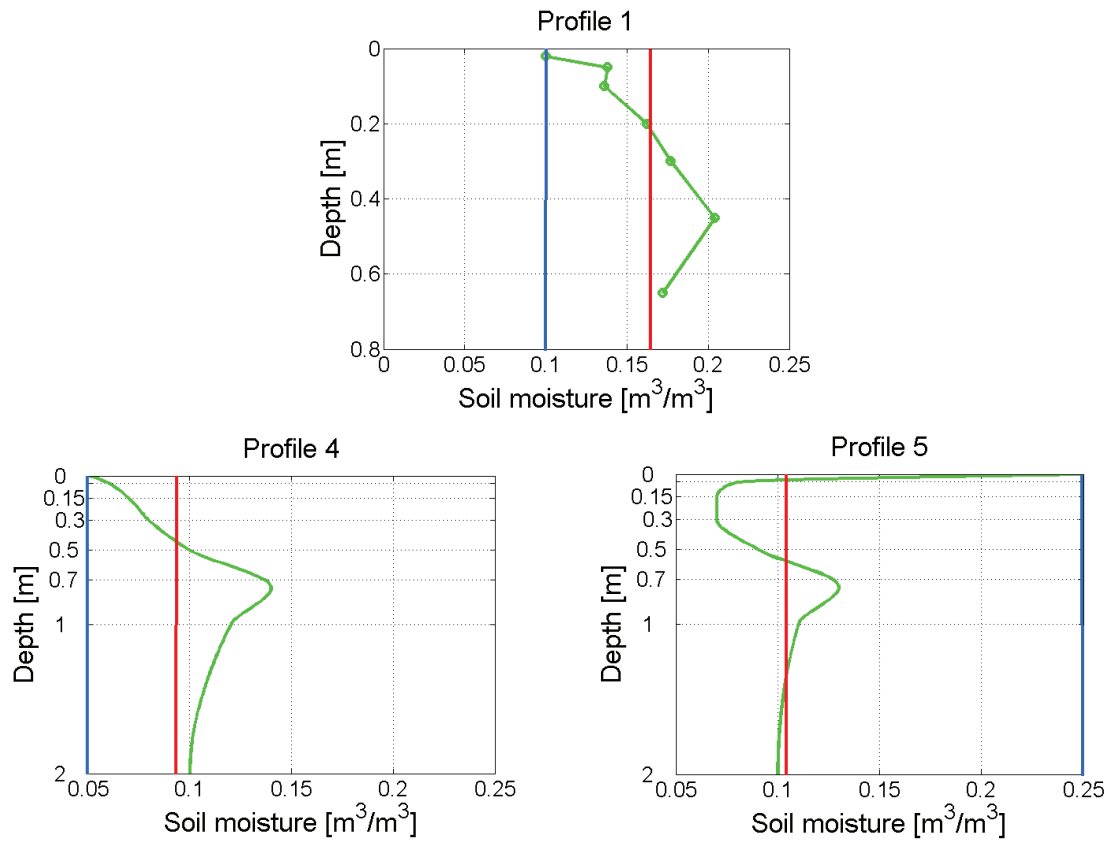 Profile 1
0
0.2
0.4
0.6
0.8
Depth [m]
0 0.05 0.1 0.15 0.2 0.25
Soil moisture [m³/m³]
Profile 4
0
0.15
0.3
0.5
0.7
1
2
Depth [m]
0.05 0.1 0.15 0.2 0.25
Soil moisture [m³/m³]
Profile 5
0
0.15
0.3
0.5
0.7
1
2
Depth [m]
0.05 0.1 0.15 0.2 0.25
Soil moisture [m³/m³]